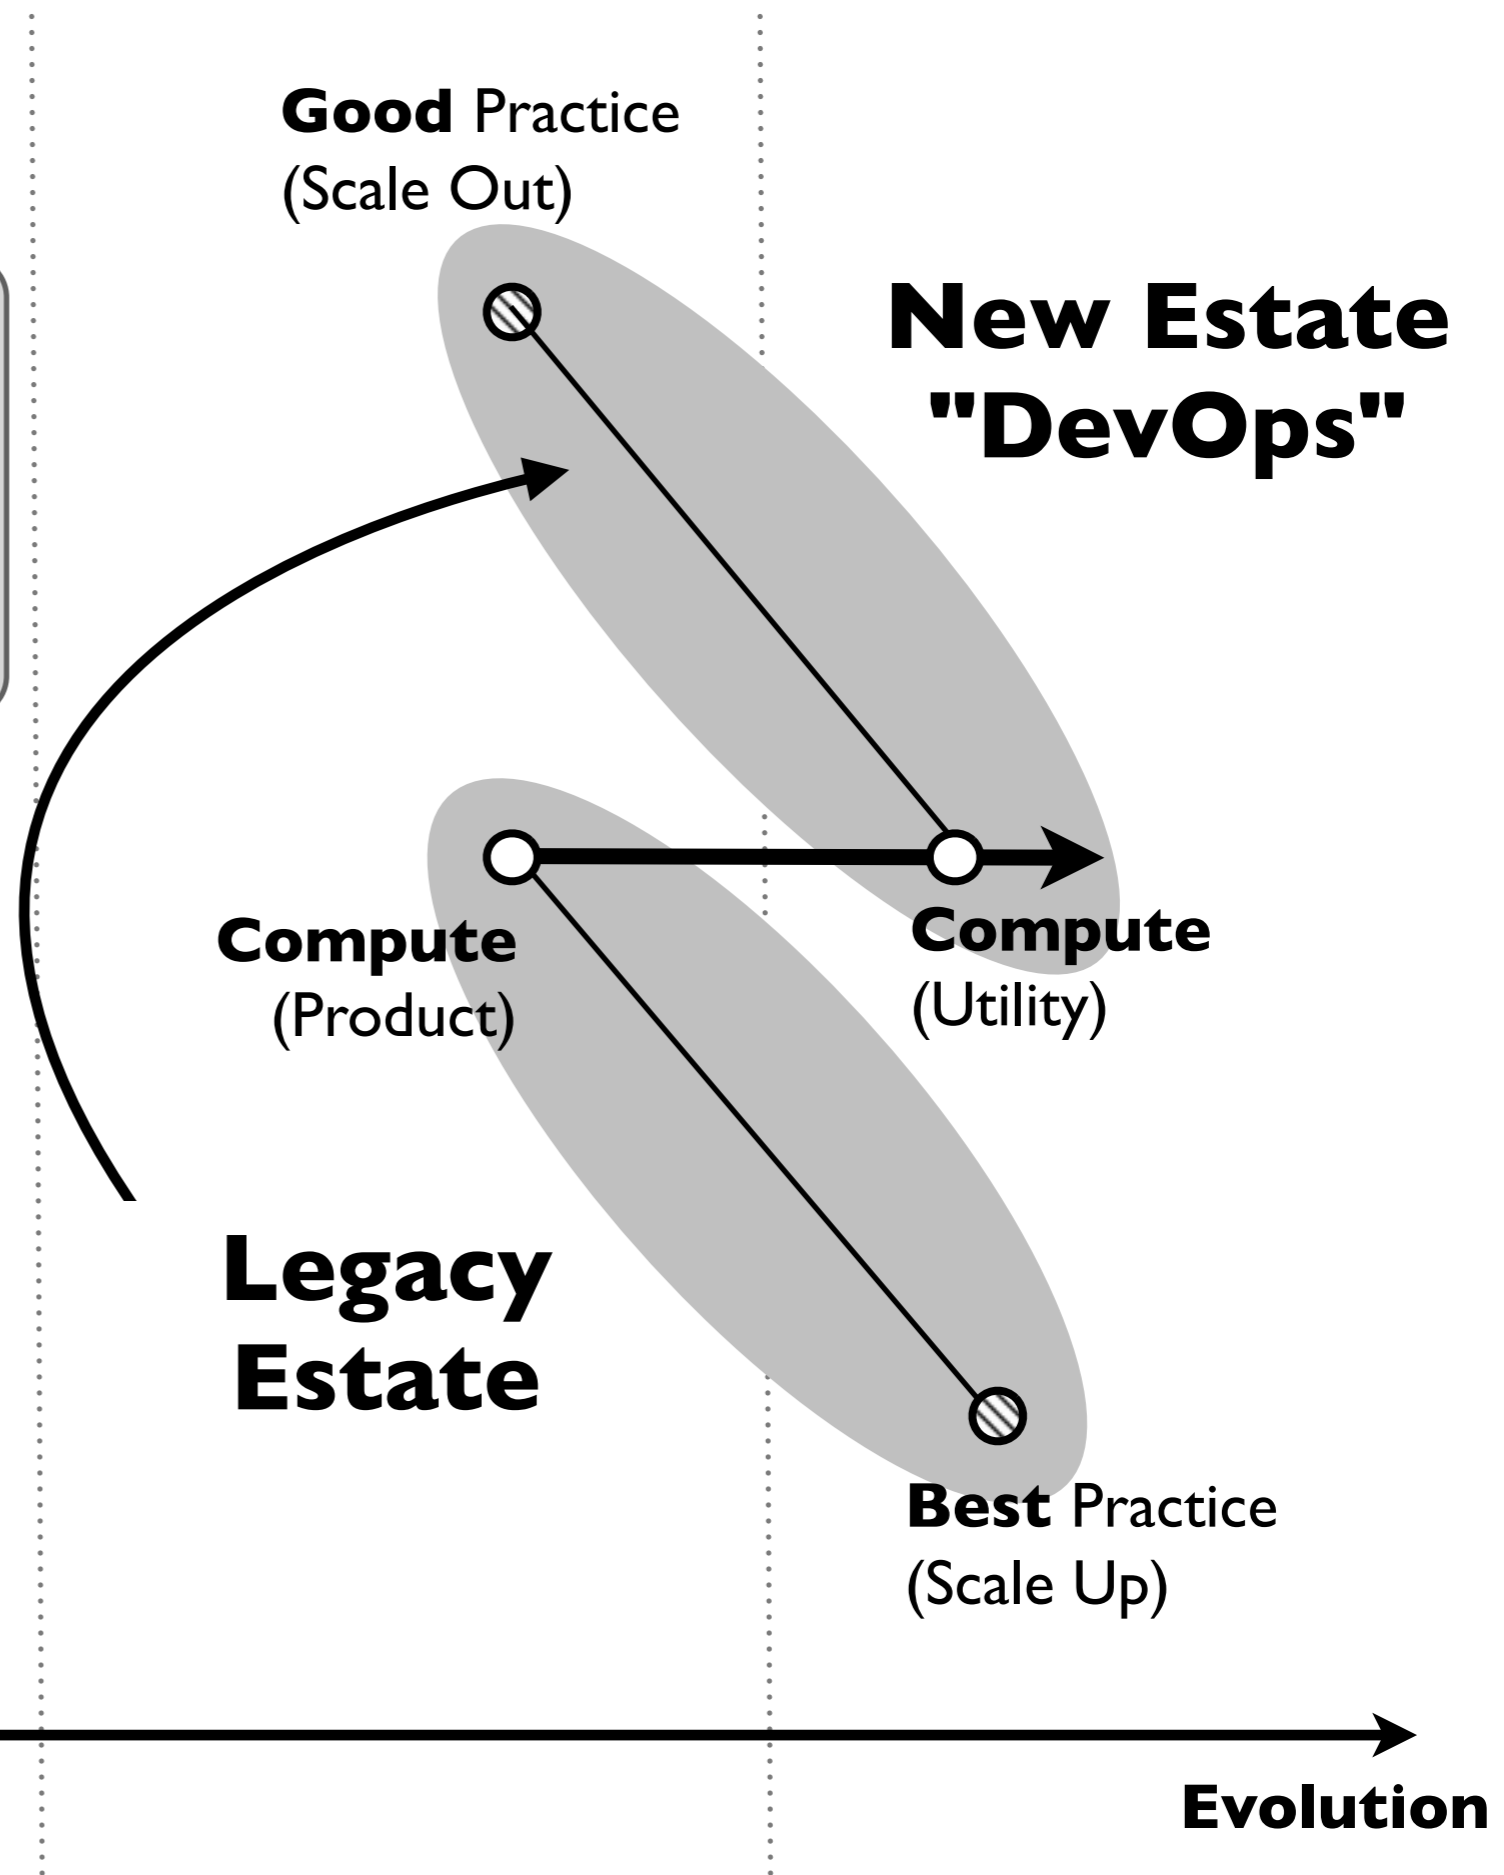 Good Practice
(Scale Out)
New Estate
"DevOps"
Compute
(Product)
Compute
(Utility)
Legacy
Estate
Best Practice
(Scale Up)
Evolution